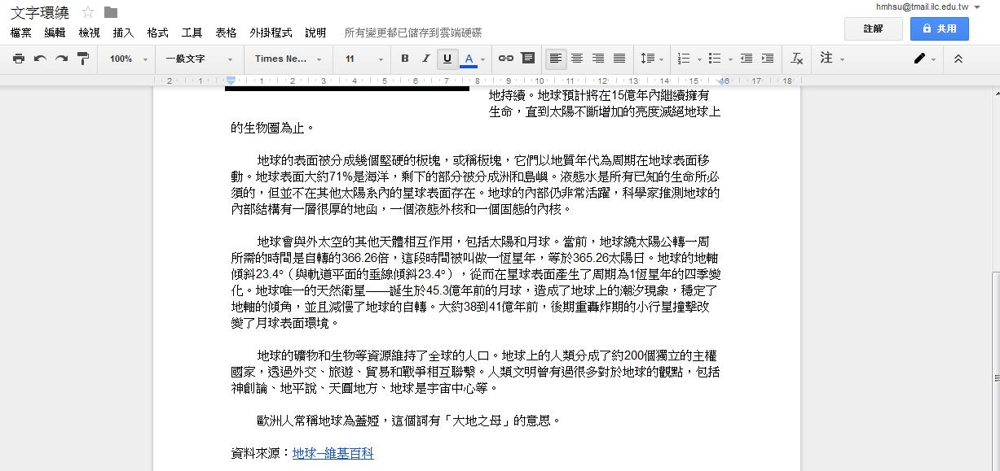 文字環繞
hmhsu@tmail.ilc.edu.tw
檔案 編輯 檢視 插入 格式 工具 表格 外掛程式 說明 所有變更都已儲存到雲端硬碟
註解 共用
100% 一般文字 Times Ne... 11 B I U A 注
2 1 1 2 3 4 5 6 7 8 9 10 11 12 13 14 15 16 17 18
地持續。地球預計將在15億年內繼續擁有
生命，直到太陽不斷增加的亮度滅絕地球上
的生物圈為止。
地球的表面被分成幾個堅硬的板塊，或稱板塊，它們以地質年代為周期在地球表面移
動。地球表面大約71%是海洋，剩下的部分被分成洲和島嶼。液態水是所有已知的生命所必
須的，但並不在其他太陽系內的星球表面存在。地球的內部仍非常活躍，科學家推測地球的
內部結構有一層很厚的地函，一個液態外核和一個固態的內核。
地球會與外太空的其他天體相互作用，包括太陽和月球。當前，地球繞太陽公轉一周
所需的時間是自轉的366.26倍，這段時間被叫做一恆星年，等於365.26太陽日。地球的地軸
傾斜23.4°（與軌道平面的垂線傾斜23.4°），從而在星球表面產生了周期為1恆星年的四季變
化。地球唯一的天然衛星——誕生於45.3億年前的月球，造成了地球上的潮汐現象，穩定了
地軸的傾角，並且減慢了地球的自轉。大約38到41億年前，後期重轟炸期的小行星撞擊改
變了月球表面環境。
地球的礦物和生物等資源維持了全球的人口。地球上的人類分成了約200個獨立的主權
國家，透過外交、旅遊、貿易和戰爭相互聯繫。人類文明曾有過很多對於地球的觀點，包括
神創論、地平說、天圓地方、地球是宇宙中心等。
歐洲人常稱地球為蓋婭，這個詞有「大地之母」的意思。
資料來源：地球─維基百科